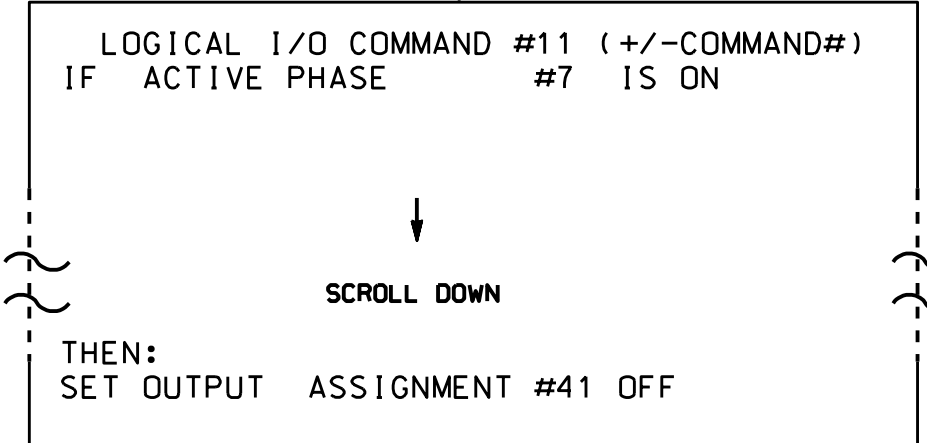 LOGICAL I/O COMMAND #11 (+/-COMMAND#)
IF ACTIVE PHASE #7 IS ON
SCROLL DOWN
THEN:
SET OUTPUT ASSIGNMENT #41 OFF